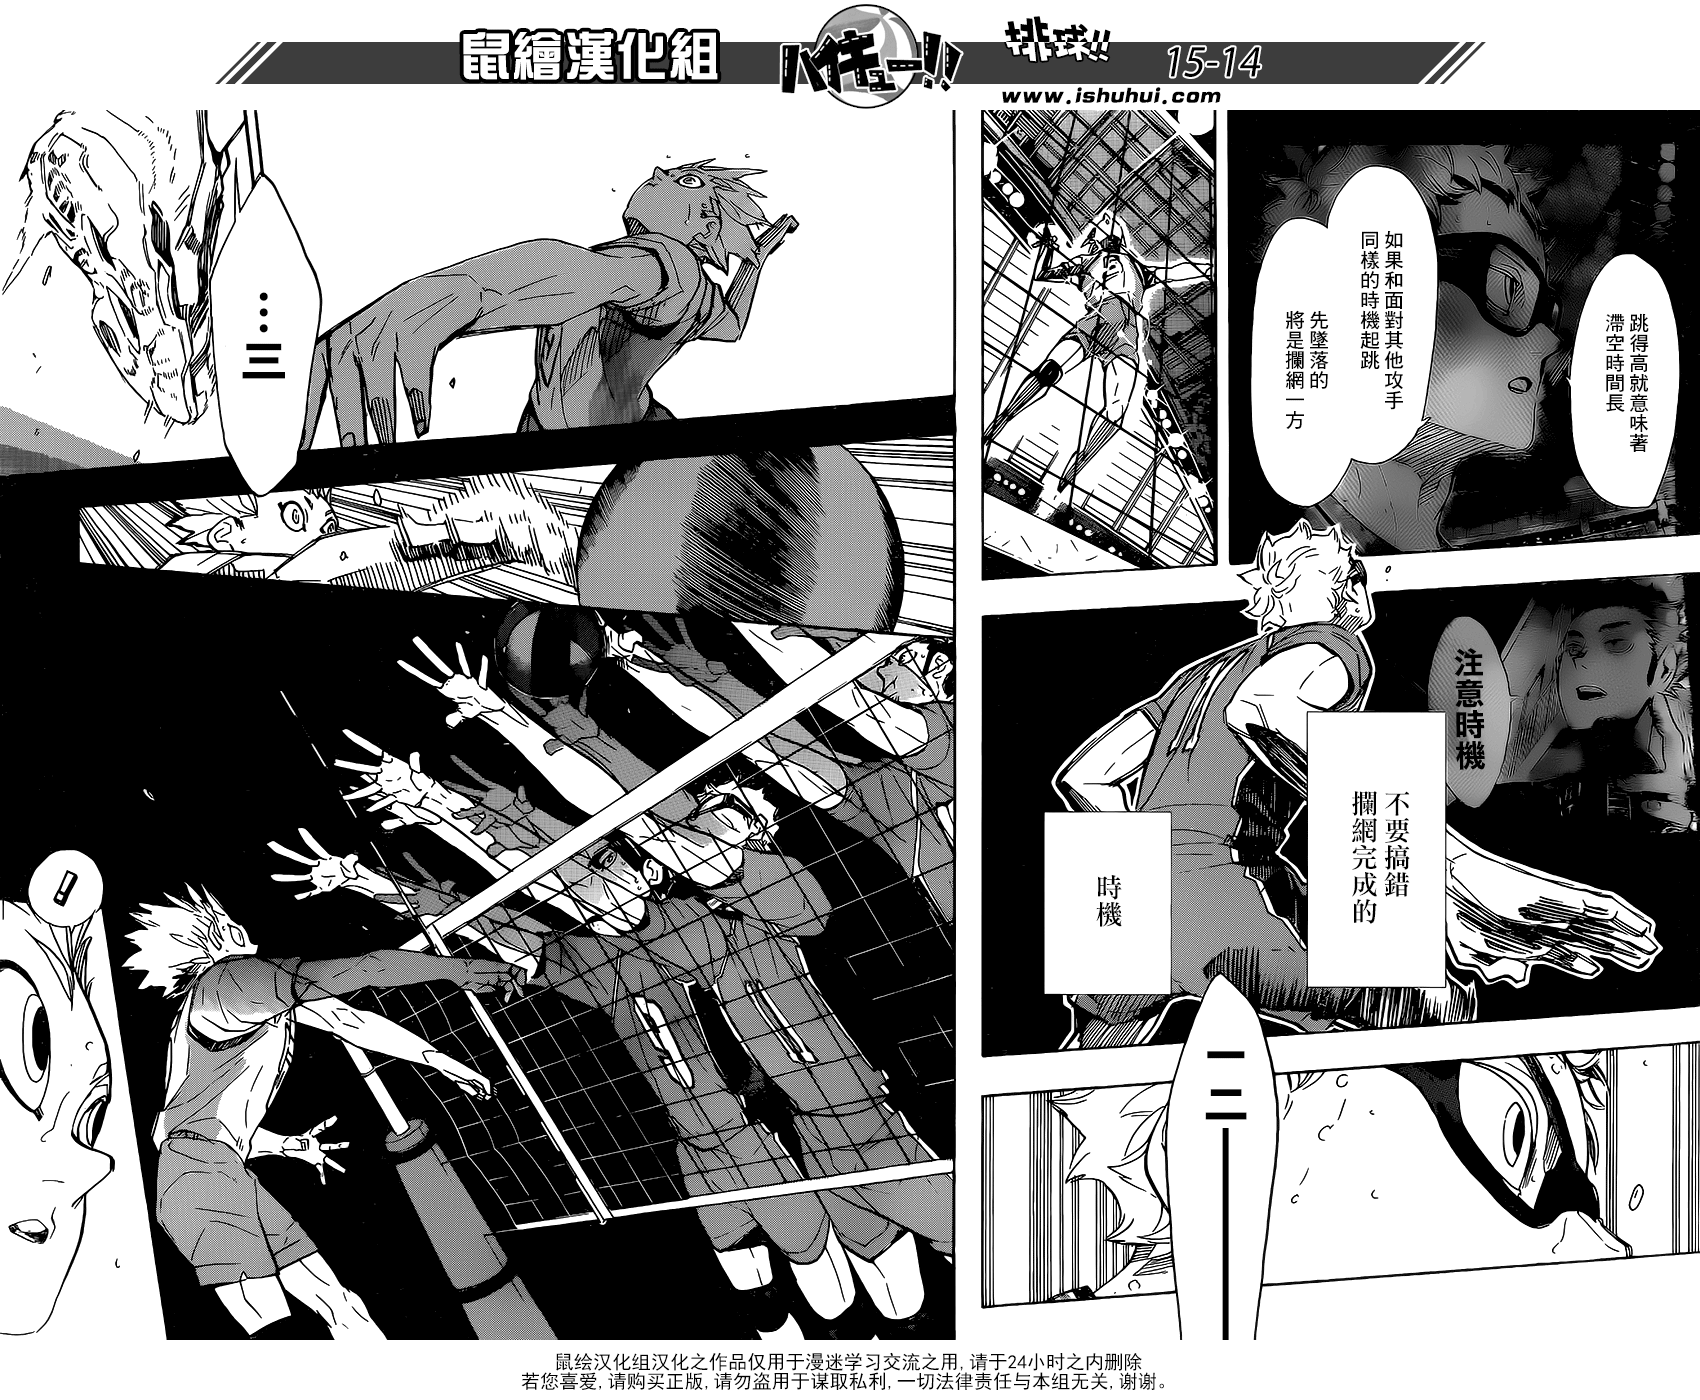 鼠繪漢化組
ハイキュー!!
排球!!
15-14
www.ishuhui.com
跳得高就意味著
滯空時間長
如果和面對其他攻手
同樣的時機起跳
先墜落的
將是攔網一方
注意時機
不要搞錯
攔網完成的
時機
一二——
…三
!
鼠绘汉化组汉化之作品仅用于漫迷学习交流之用, 请于24小时之内删除
若您喜爱, 请购买正版, 请勿盗用于谋取私利, 一切法律责任与本组无关, 谢谢。